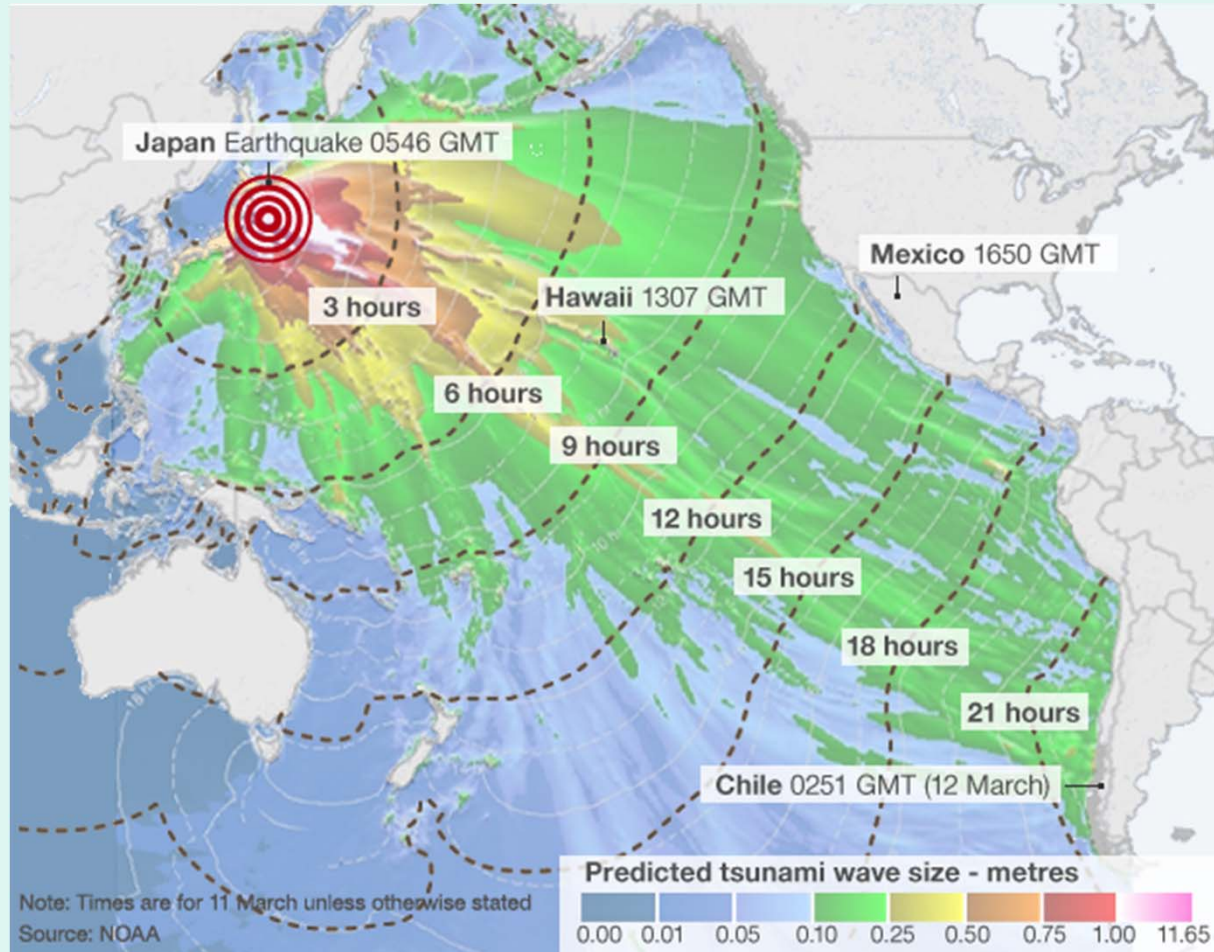 Japan Earthquake 0546 GMT
Mexico 1650 GMT
Hawaii 1307 GMT
3 hours
6 hours
9 hours
12 hours
15 hours
18 hours
21 hours
Chile 0251 GMT (12 March)
Predicted tsunami wave size - metres
0.00 0.01 0.05 0.10 0.25 0.50 0.75 1.00 11.65
Note: Times are for 11 March unless otherwise stated
Source: NOAA